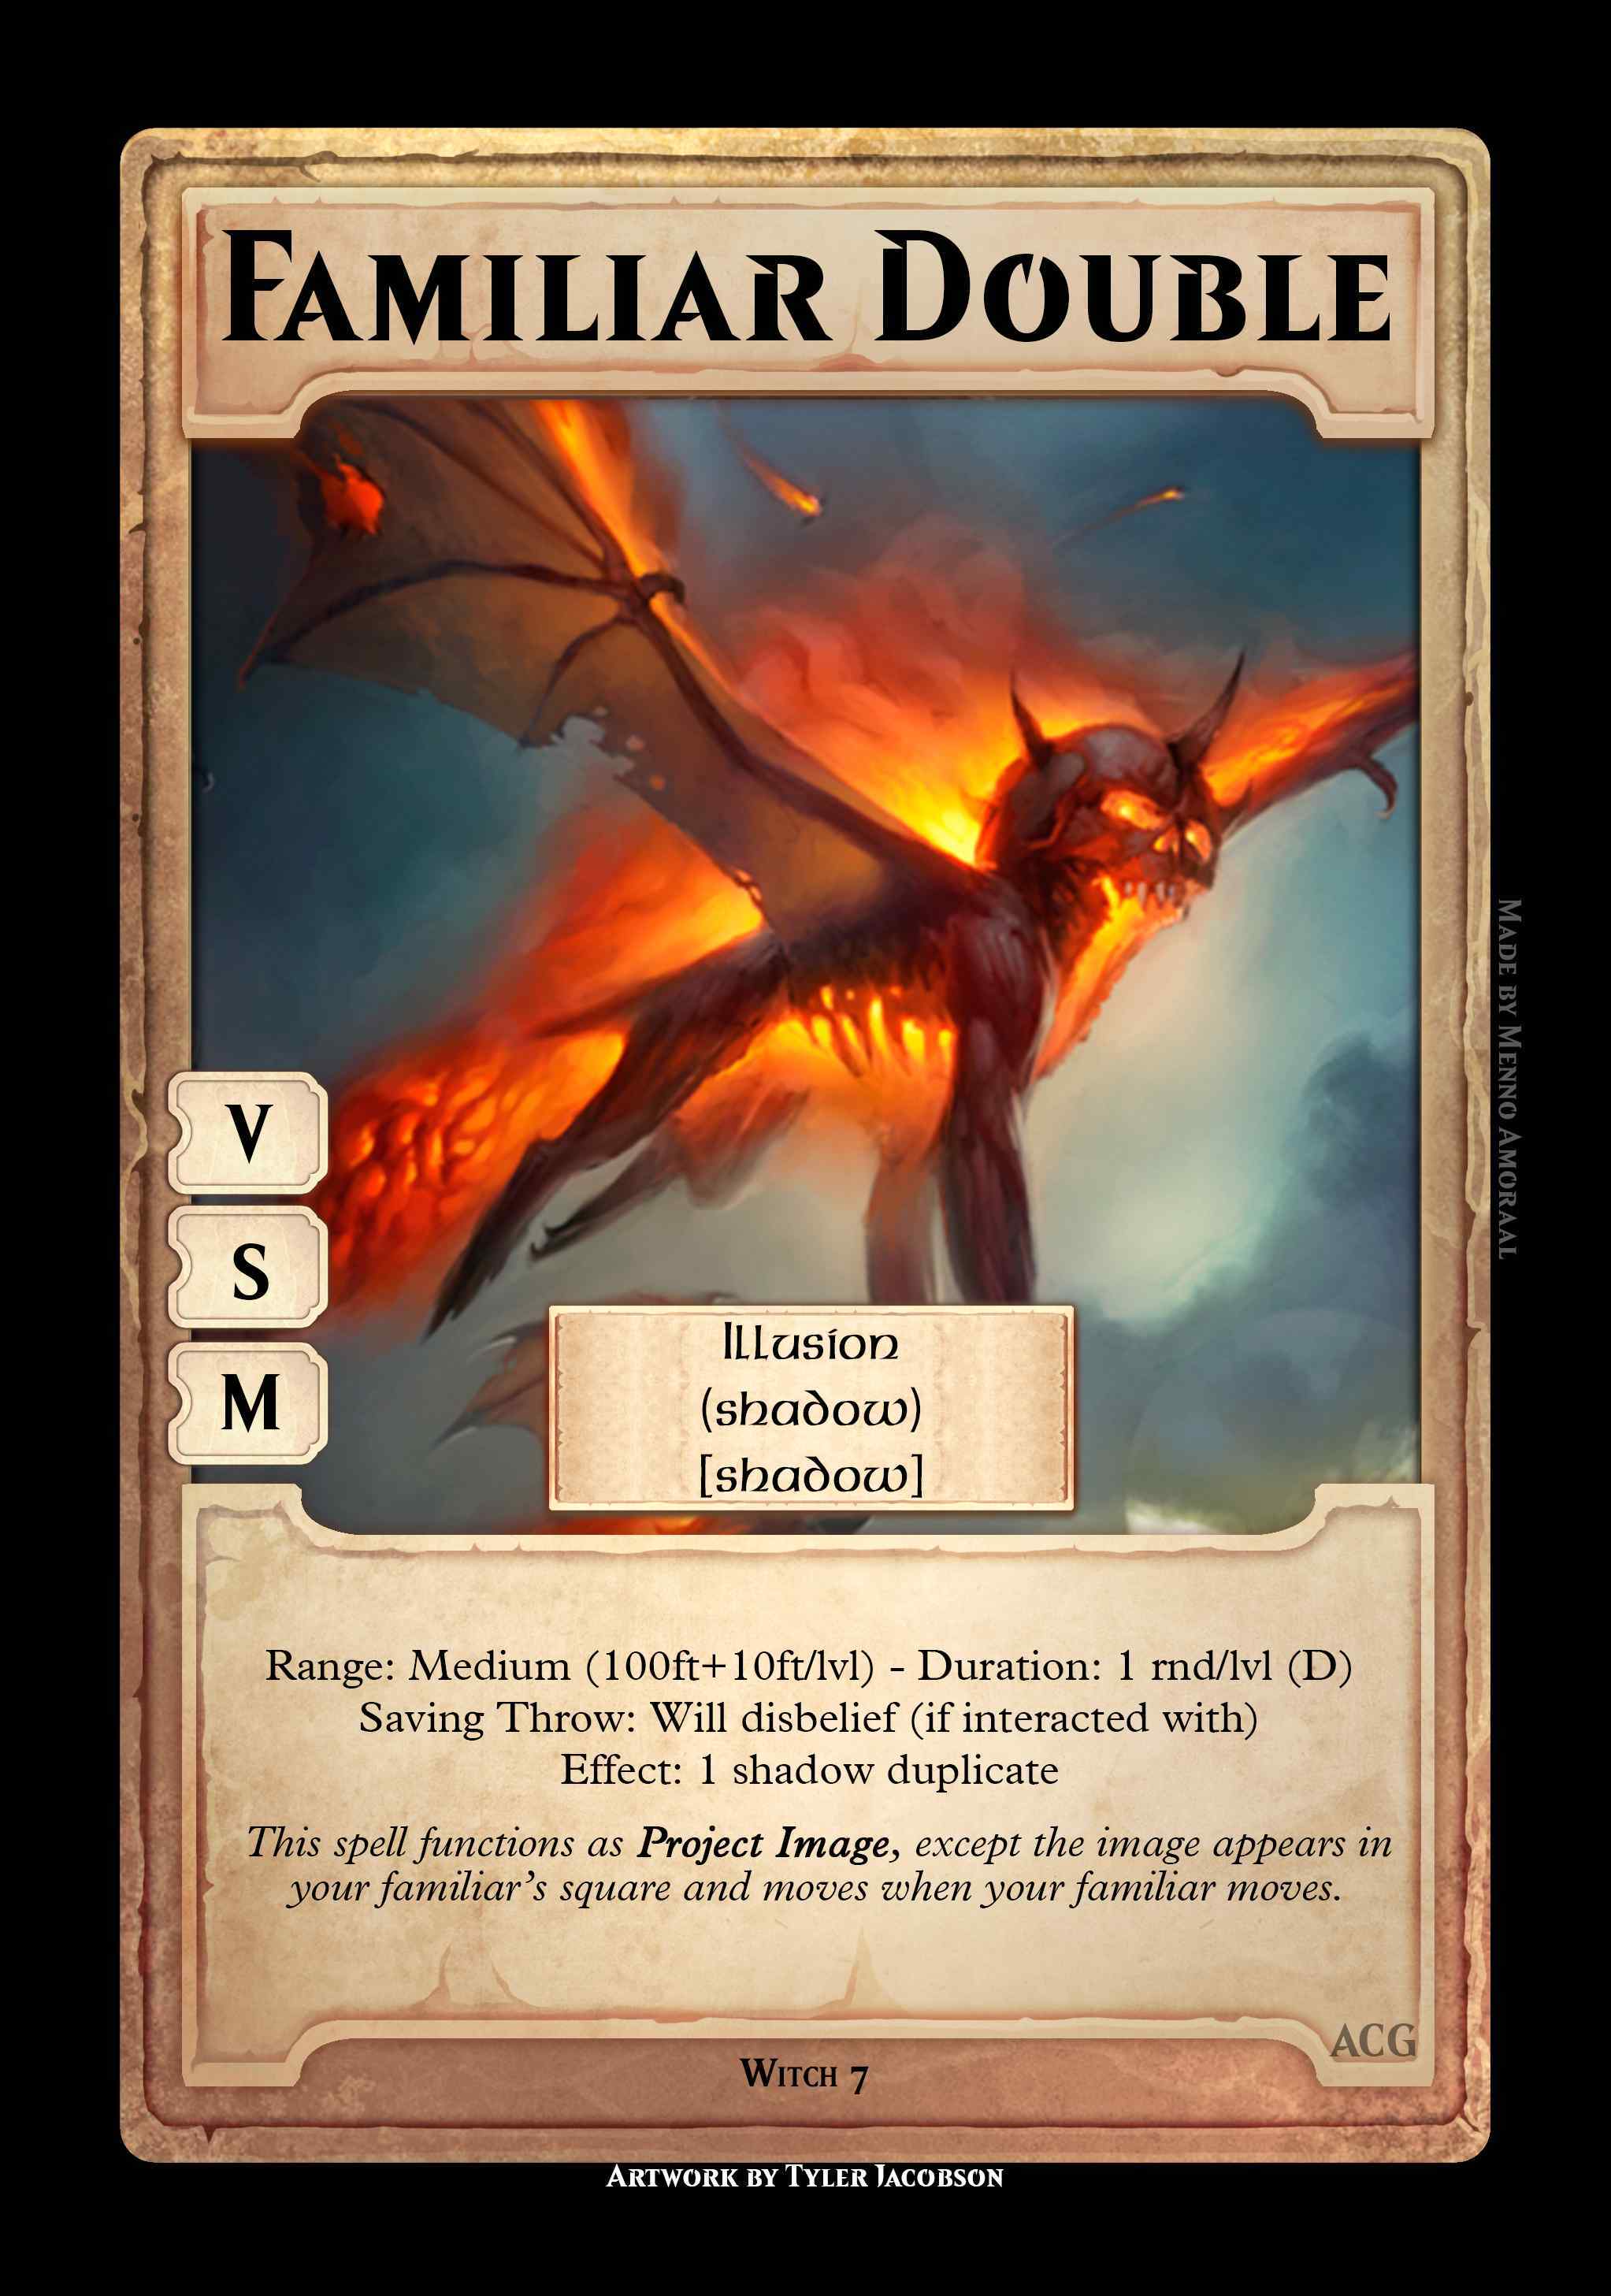 Familiar Double
V
S
M
Illusion
(shadow)
[shadow]
Range: Medium (100ft+10ft/lvl) - Duration: 1 rnd/lvl (D)
Saving Throw: Will disbelief (if interacted with)
Effect: 1 shadow duplicate
This spell functions as Project Image, except the image appears in
your familiar's square and moves when your familiar moves.
ACG
Witch 7
Artwork by Tyler Jacobson
Made by Menno Amoraal